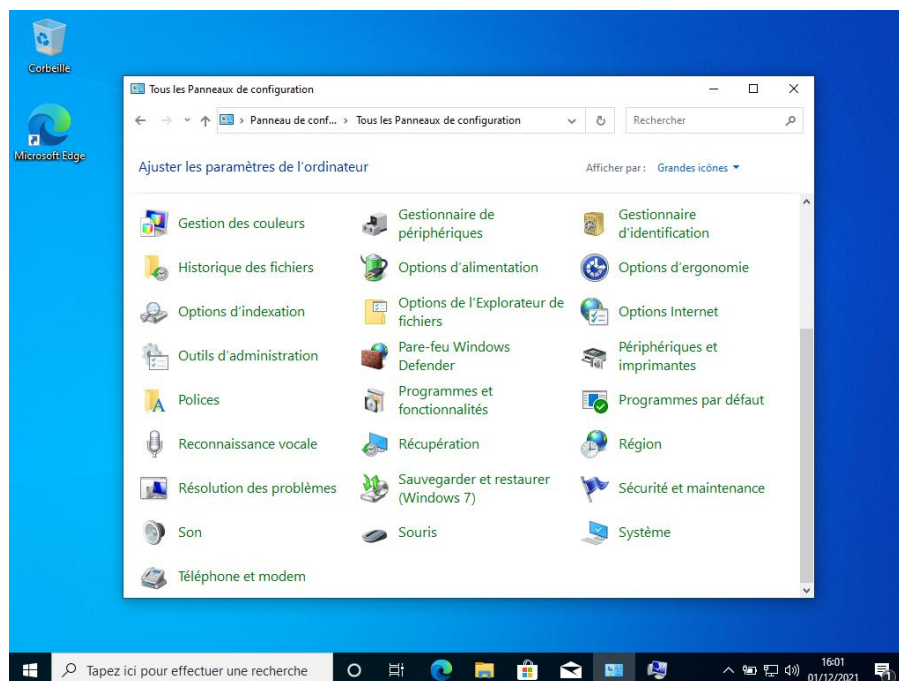 Corbeille
Microsoft Edge
Tous les Panneaux de configuration
Panneau de conf... > Tous les Panneaux de configuration
Rechercher
Ajuster les paramètres de l'ordinateur
Afficher par : Grandes icônes
Gestion des couleurs
Gestionnaire de
périphériques
Gestionnaire
d'identification
Historique des fichiers
Options d'alimentation
Options d'ergonomie
Options d'indexation
Options de l'Explorateur de
fichiers
Options Internet
Outils d'administration
Pare-feu Windows
Defender
Périphériques et
imprimantes
Polices
Programmes et
fonctionnalités
Programmes par défaut
Reconnaissance vocale
Récupération
Région
Résolution des problèmes
Sauvegarder et restaurer
(Windows 7)
Sécurité et maintenance
Son
Souris
Système
Téléphone et modem
Tapez ici pour effectuer une recherche
16:01
01/12/2021
1